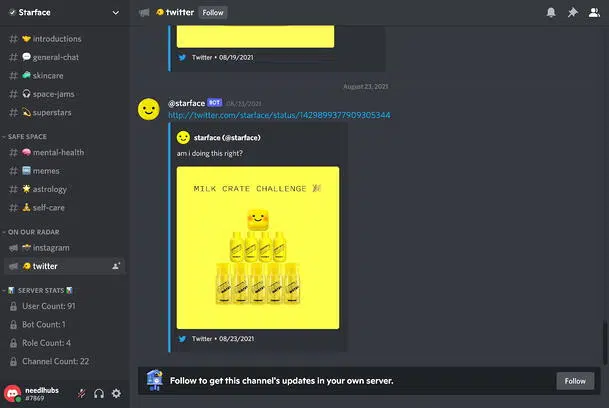 Starface
twitter
Follow
introductions
general-chat
skincare
space-jams
superstars
SAFE SPACE
mental-health
memes
astrology
self-care
ON OUR RADAR
instagram
twitter
SERVER STATS
User Count: 91
Bot Count: 1
Role Count: 4
Channel Count: 22
needlhubs
#7869
Twitter • 08/19/2021
August 23, 2021
@starface BOT 08/23/2021
http://twitter.com/starface/status/1429899377909305344
starface (@starface)
am i doing this right?
MILK CRATE CHALLENGE
Twitter • 08/23/2021
Follow to get this channel's updates in your own server.
Follow